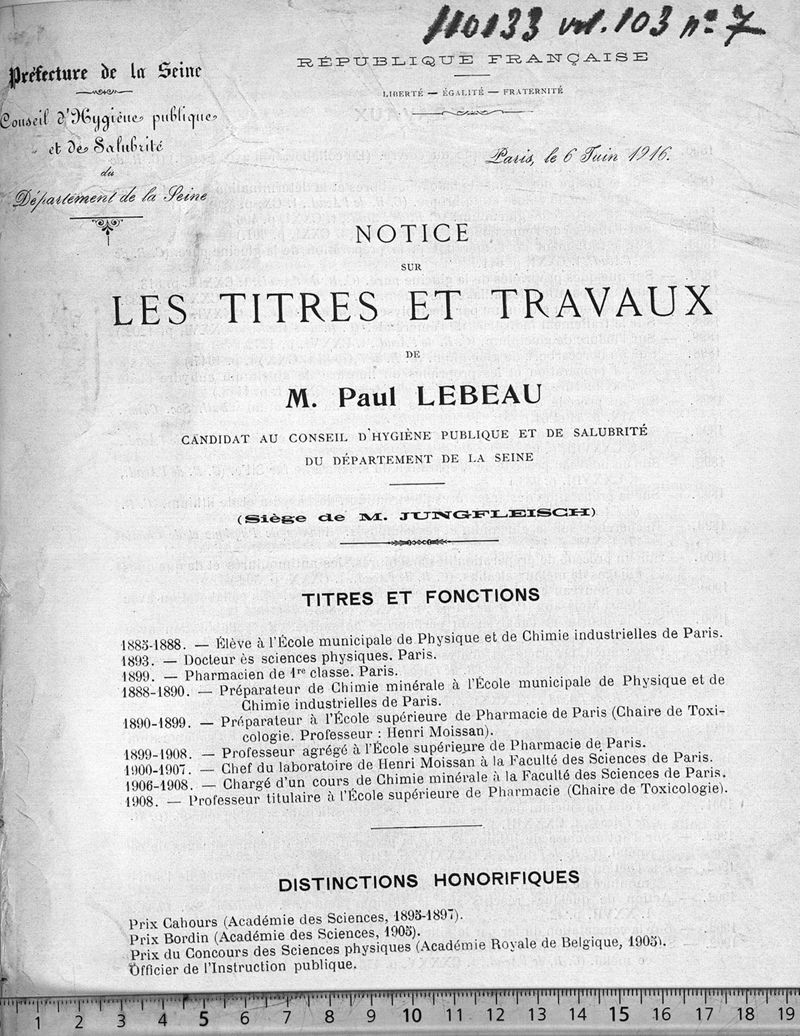 110133 vol. 103 nº 7
Préfecture de la Seine
Conseil d'Hygiène publique
et de Salubrité
du
Département de la Seine
RÉPUBLIQUE FRANÇAISE
LIBERTÉ — ÉGALITÉ — FRATERNITÉ
Paris, le 6 Juin 1916.
NOTICE
SUR
LES TITRES ET TRAVAUX
DE
M. Paul LEBEAU
CANDIDAT AU CONSEIL D'HYGIÈNE PUBLIQUE ET DE SALUBRITÉ
DU DÉPARTEMENT DE LA SEINE
(Siège de M. JUNGFLEISCH)
TITRES ET FONCTIONS
1885-1888. — Élève à l'École municipale de Physique et de Chimie industrielles de Paris.
1893. — Docteur ès sciences physiques. Paris.
1899. — Pharmacien de 1re classe. Paris.
1888-1890. — Préparateur de Chimie minérale à l'École municipale de Physique et de
Chimie industrielles de Paris.
1890-1899. — Préparateur à l'École supérieure de Pharmacie de Paris (Chaire de Toxi-
cologie. Professeur : Henri Moissan).
1899-1908. — Professeur agrégé à l'École supérieure de Pharmacie de Paris.
1900-1907. — Chef du laboratoire de Henri Moissan à la Faculté des Sciences de Paris.
1906-1908. — Chargé d'un cours de Chimie minérale à la Faculté des Sciences de Paris.
1908. — Professeur titulaire à l'École supérieure de Pharmacie (Chaire de Toxicologie).
DISTINCTIONS HONORIFIQUES
Prix Cahours (Académie des Sciences, 1895-1897).
Prix Bordin (Académie des Sciences, 1905).
Prix du Concours des Sciences physiques (Académie Royale de Belgique, 1905).
Officier de l'Instruction publique.
1 2 3 4 5 6 7 8 9 10 11 12 13 14 15 16 17 18 19